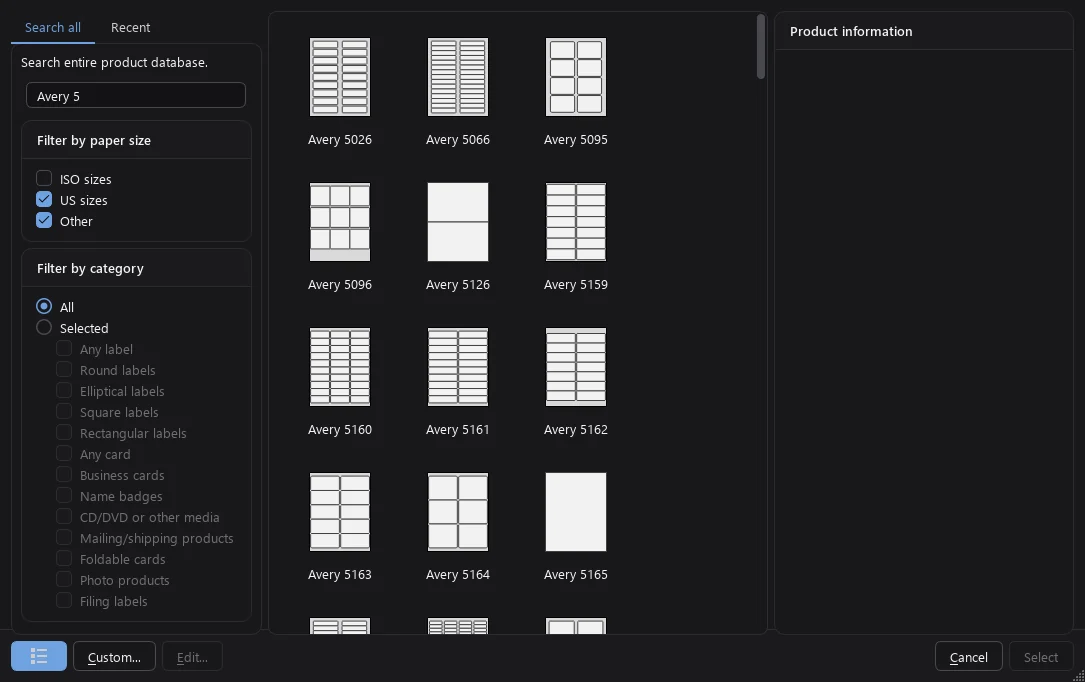 Search all
Recent
Search entire product database.
Avery 5
Filter by paper size
ISO sizes
US sizes
Other
Filter by category
All
Selected
Any label
Round labels
Elliptical labels
Square labels
Rectangular labels
Any card
Business cards
Name badges
CD/DVD or other media
Mailing/shipping products
Foldable cards
Photo products
Filing labels
Avery 5026
Avery 5066
Avery 5095
Avery 5096
Avery 5126
Avery 5159
Avery 5160
Avery 5161
Avery 5162
Avery 5163
Avery 5164
Avery 5165
Product information
Custom...
Edit...
Cancel
Select